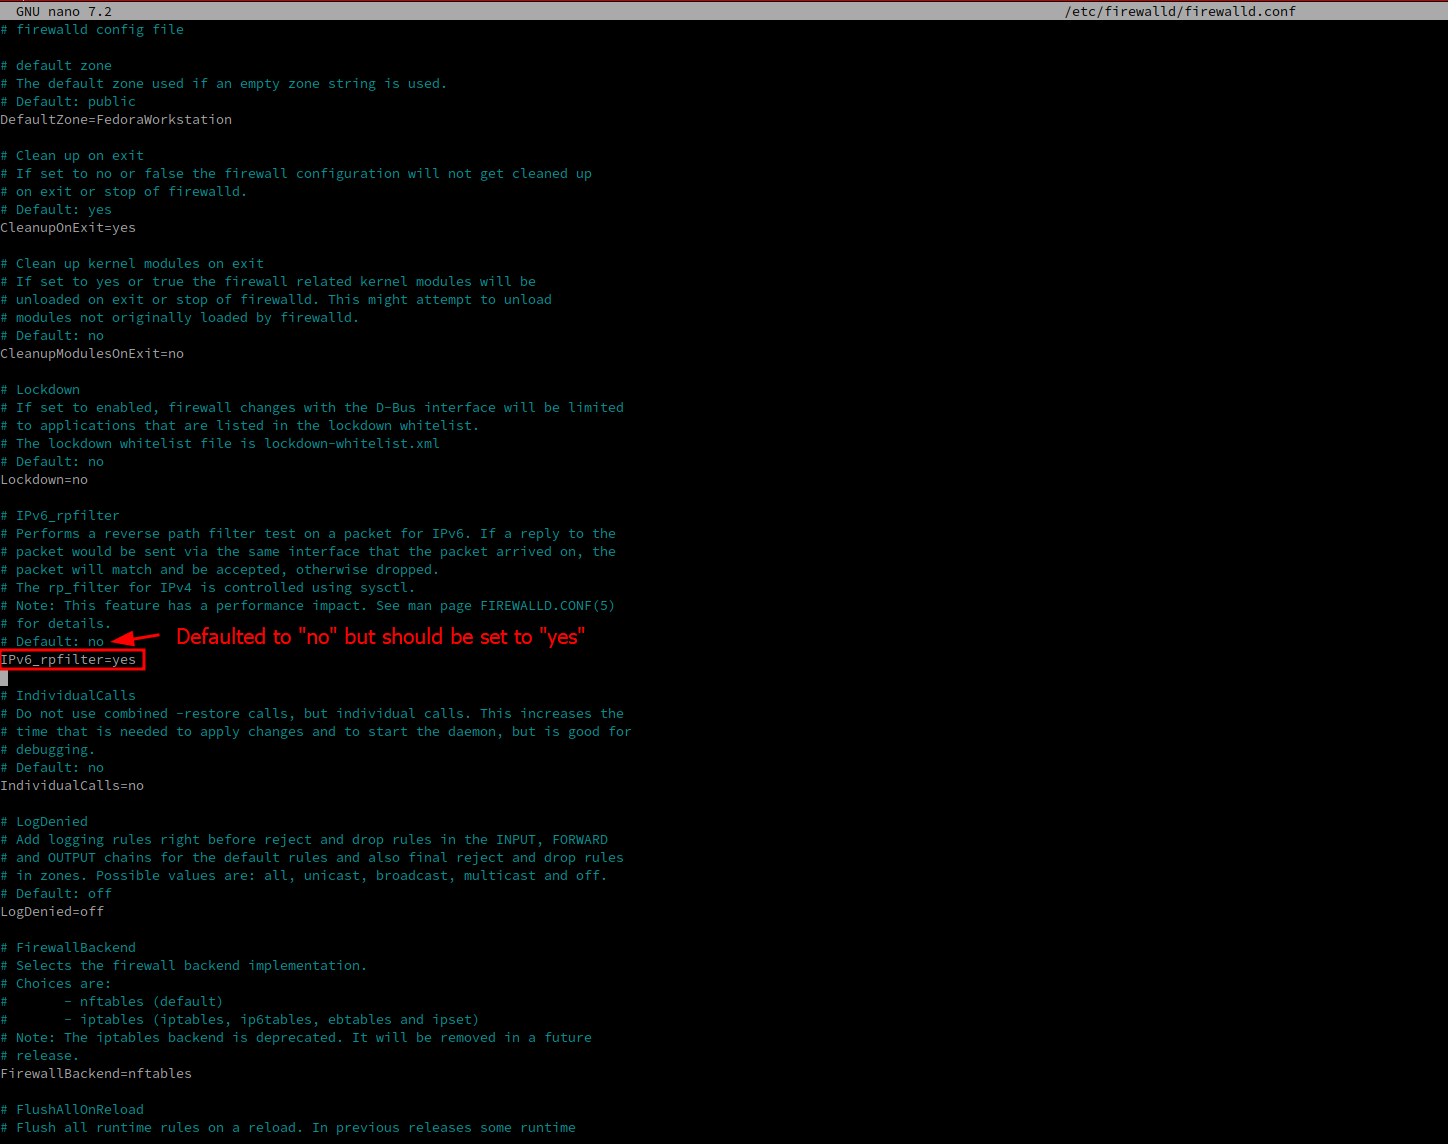 GNU nano 7.2 /etc/firewalld/firewalld.conf
# firewalld config file
# default zone
# The default zone used if an empty zone string is used.
# Default: public
DefaultZone=FedoraWorkstation
# Clean up on exit
# If set to no or false the firewall configuration will not get cleaned up
# on exit or stop of firewalld.
# Default: yes
CleanupOnExit=yes
# Clean up kernel modules on exit
# If set to yes or true the firewall related kernel modules will be
# unloaded on exit or stop of firewalld. This might attempt to unload
# modules not originally loaded by firewalld.
# Default: no
CleanupModulesOnExit=no
# Lockdown
# If set to enabled, firewall changes with the D-Bus interface will be limited
# to applications that are listed in the lockdown whitelist.
# The lockdown whitelist file is lockdown-whitelist.xml
# Default: no
Lockdown=no
# IPv6_rpfilter
# Performs a reverse path filter test on a packet for IPv6. If a reply to the
# packet would be sent via the same interface that the packet arrived on, the
# packet will match and be accepted, otherwise dropped.
# The rp_filter for IPv4 is controlled using sysctl.
# Note: This feature has a performance impact. See man page FIREWALLD.CONF(5)
# for details.
# Default: no Defaulted to "no" but should be set to "yes"
IPv6_rpfilter=yes
# IndividualCalls
# Do not use combined -restore calls, but individual calls. This increases the
# time that is needed to apply changes and to start the daemon, but is good for
# debugging.
# Default: no
IndividualCalls=no
# LogDenied
# Add logging rules right before reject and drop rules in the INPUT, FORWARD
# and OUTPUT chains for the default rules and also final reject and drop rules
# in zones. Possible values are: all, unicast, broadcast, multicast and off.
# Default: off
LogDenied=off
# FirewallBackend
# Selects the firewall backend implementation.
# Choices are:
# - nftables (default)
# - iptables (iptables, ip6tables, ebtables and ipset)
# Note: The iptables backend is deprecated. It will be removed in a future
# release.
FirewallBackend=nftables
# FlushAllOnReload
# Flush all runtime rules on a reload. In previous releases some runtime